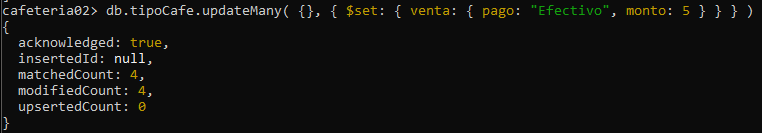 cafeteria02> db.tipoCafe.updateMany( {}, { $set: { venta: { pago: "Efectivo", monto: 5 } } } )
{
  acknowledged: true,
  insertedId: null,
  matchedCount: 4,
  modifiedCount: 4,
  upsertedCount: 0
}